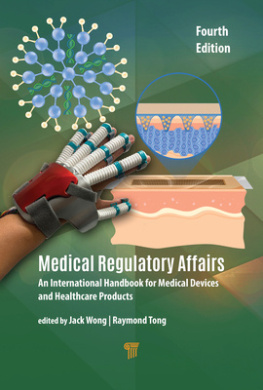 Fourth
Edition
Medical Regulatory Affairs
An International Handbook for Medical Devices
and Healthcare Products
edited by Jack Wong | Raymond Tong